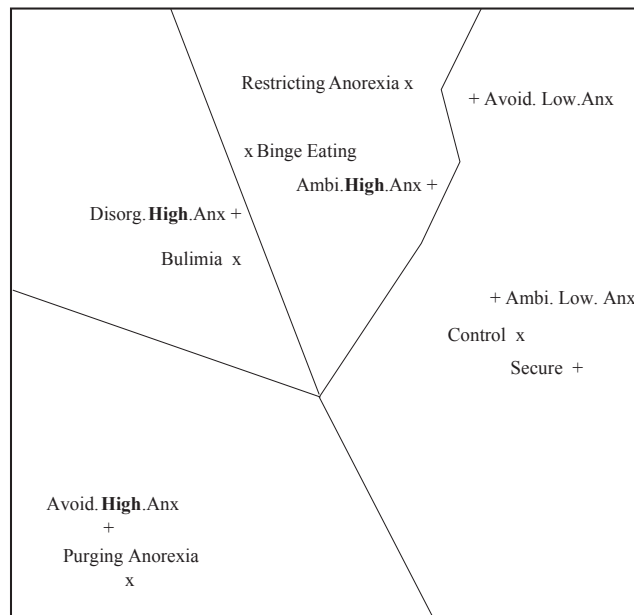 Restricting Anorexia x
+ Avoid. Low.Anx
x Binge Eating
Ambi.High.Anx +
Disorg.High.Anx +
Bulimia x
+ Ambi. Low. Anx
Control x
Secure +
Avoid.High.Anx
+
Purging Anorexia
x